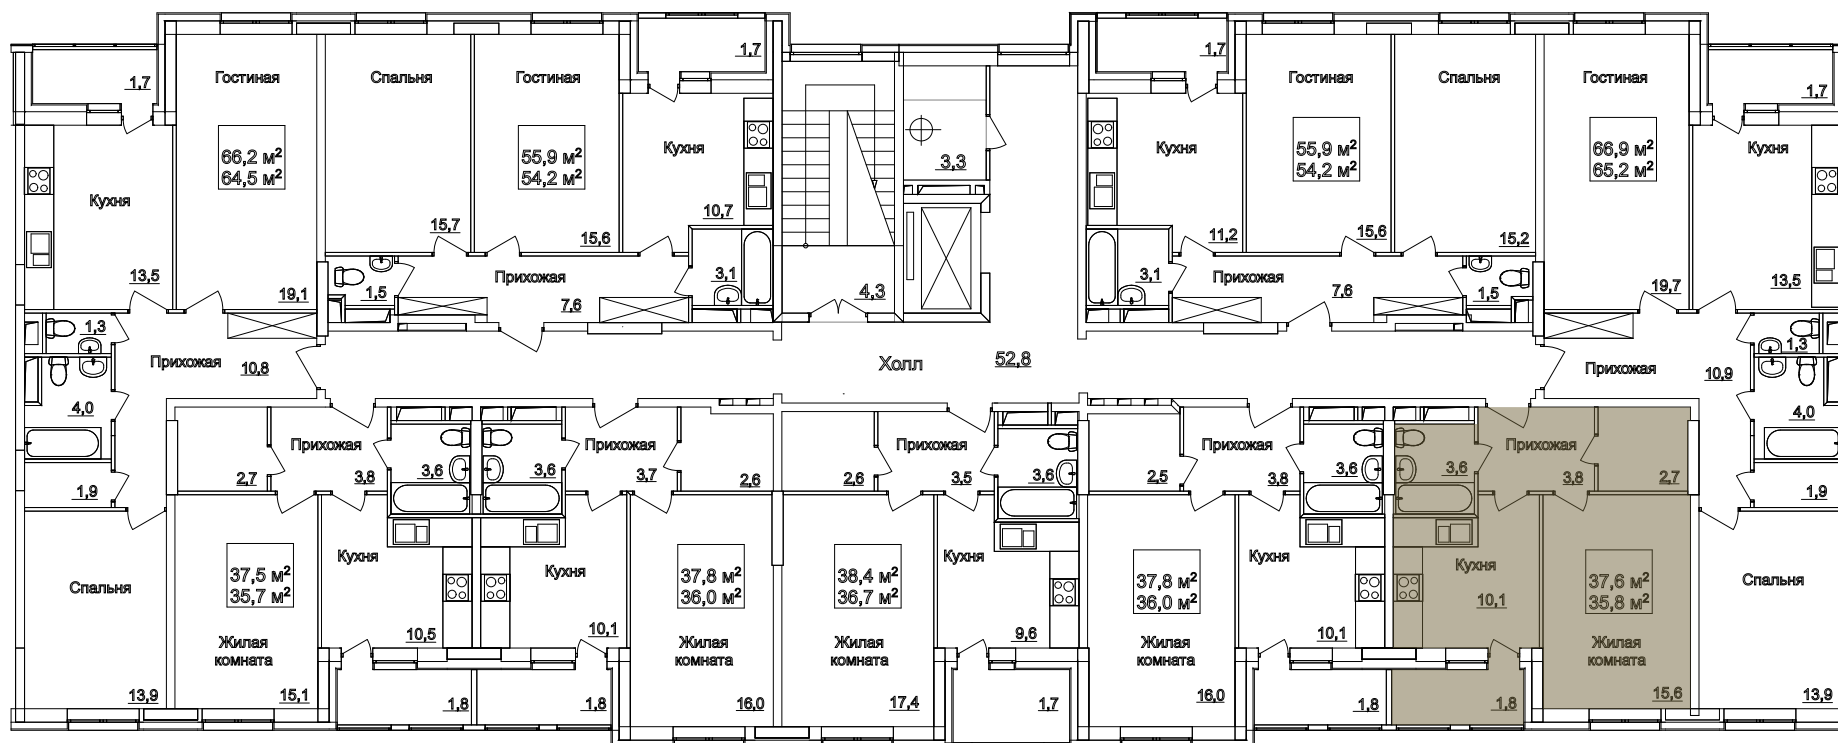 1,7
1,7
1,7
1,7
Гостиная
Спальня
Гостиная
Гостиная
Спальня
Гостиная
66,2 м²
64,5 м²
55,9 м²
54,2 м²
Кухня
3,3
Кухня
55,9 м²
54,2 м²
66,9 м²
65,2 м²
Кухня
Кухня
13,5
19,1
15,7
15,6
10,7
11,2
15,6
15,2
19,7
13,5
1,5
Прихожая
7,6
3,1
4,3
3,1
Прихожая
7,6
1,5
1,3
Прихожая
10,8
Холл
52,8
Прихожая
10,9
1,3
4,0
4,0
2,7
Прихожая
3,8
3,6
3,6
Прихожая
3,7
2,6
2,6
Прихожая
3,5
3,6
2,5
Прихожая
3,8
3,6
3,6
Прихожая
3,8
2,7
1,9
1,9
Спальня
13,9
37,5 м²
35,7 м²
Жилая
комната
15,1
Кухня
10,5
Кухня
10,1
37,8 м²
36,0 м²
Жилая
комната
16,0
38,4 м²
36,7 м²
Жилая
комната
17,4
Кухня
9,6
37,8 м²
36,0 м²
Жилая
комната
16,0
Кухня
10,1
Кухня
10,1
37,6 м²
35,8 м²
Жилая
комната
15,6
Спальня
13,9
1,8
1,8
1,7
1,8
1,8